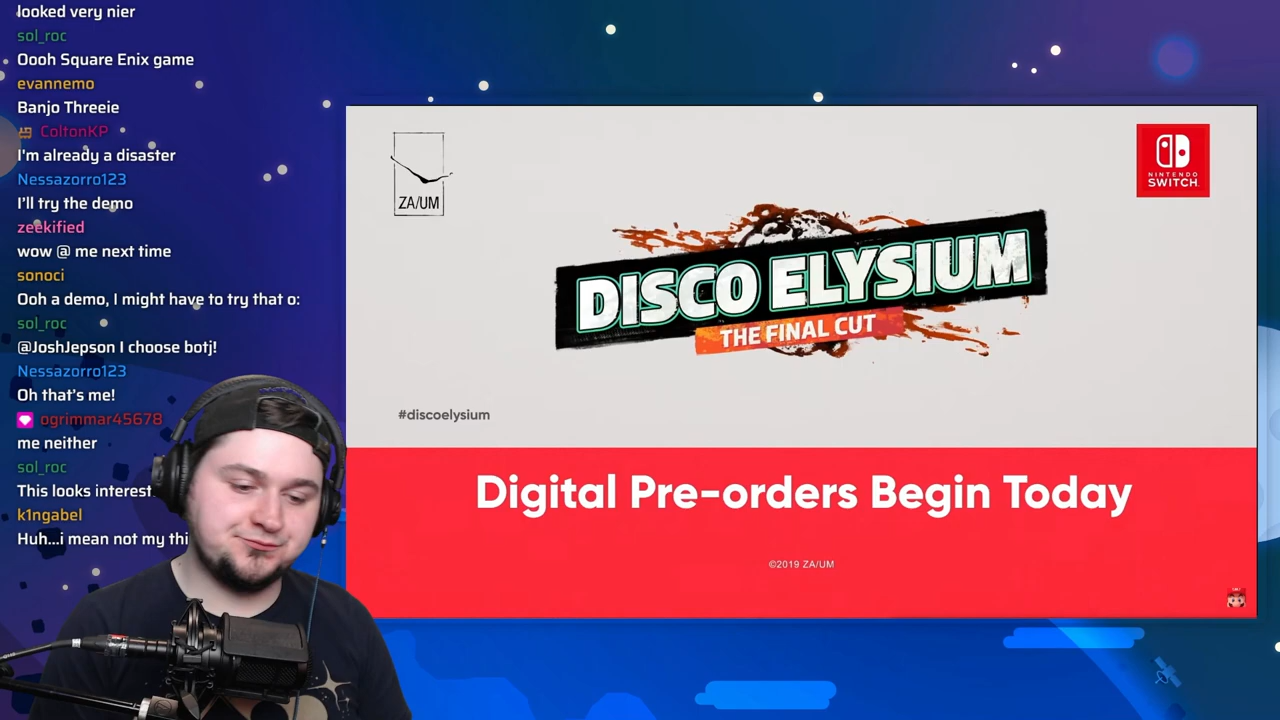 looked very nier
sol_roc
Oooh Square Enix game
evannemo
Banjo Threeie
ColtonKP
I'm already a disaster
Nessazorro123
I'll try the demo
zeekified
wow @ me next time
sonoci
Ooh a demo, I might have to try that o:
sol_roc
@JoshJepson I choose botj!
Nessazorro123
Oh that's me!
ogrimmar45678
me neither
sol_roc
This looks interest
k1ngabel
Huh...i mean not my thi
ZA/UM
NINTENDO
SWITCH
DISCO ELYSIUM
THE FINAL CUT
#discoelysium
Digital Pre-orders Begin Today
©2019 ZA/UM